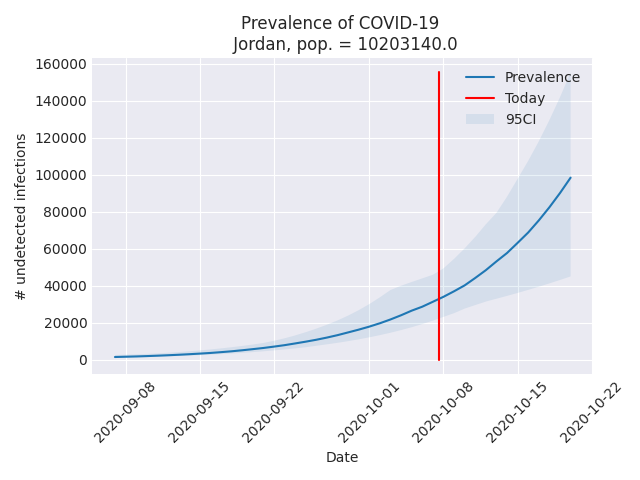 Prevalence of COVID-19
Jordan, pop. = 10203140.0
160000
140000
120000
100000
80000
60000
40000
20000
0
# undetected infections
Prevalence
Today
95CI
2020-09-08
2020-09-15
2020-09-22
2020-10-01
2020-10-08
2020-10-15
2020-10-22
Date